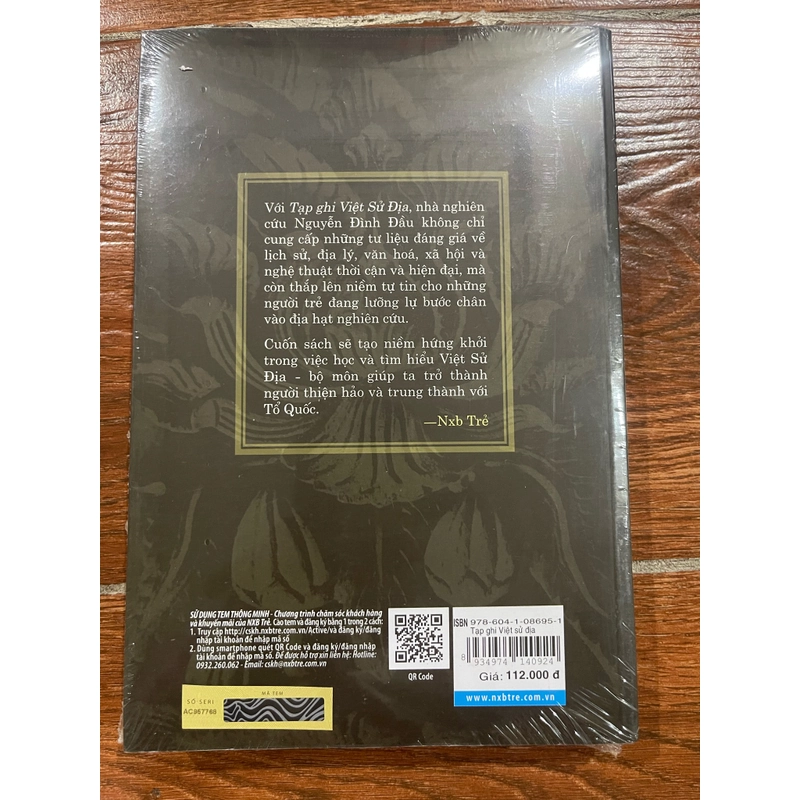 Với Tạp ghi Việt Sử Địa, nhà nghiên
cứu Nguyễn Đình Đầu không chỉ
cung cấp những tư liệu đáng giá về
lịch sử, địa lý, văn hoá, xã hội và
nghệ thuật thời cận và hiện đại, mà
còn thắp lên niềm tự tin cho những
người trẻ đang lưỡng lự bước chân
vào địa hạt nghiên cứu.
Cuốn sách sẽ tạo niềm hứng khởi
trong việc học và tìm hiểu Việt Sử
Địa - bộ môn giúp ta trở thành
người thiện hảo và trung thành với
Tổ Quốc.
—Nxb Trẻ
SỬ DỤNG TEM THÔNG MINH - Chương trình chăm sóc khách hàng
và khuyến mãi của NXB Trẻ. Cào tem và đăng ký bằng 1 trong 2 cách:
1. Truy cập http://cskh.nxbtre.com.vn/Active/và đăng ký/đăng
nhập tài khoản để nhập mã số
2. Dùng smartphone quét QR Code và đăng ký/đăng nhập
tài khoản để nhập mã số. Để được hỗ trợ xin liên hệ: Hotline:
0932.260.062 - Email: cskh@nxbtre.com.vn
QR Code
MÃ TEM
SỐ SERI
AC987768
ISBN 978-604-1-08695-1
Tạp ghi Việt sử địa
8 934974 140924
Giá: 112.000 đ
www.nxbtre.com.vn